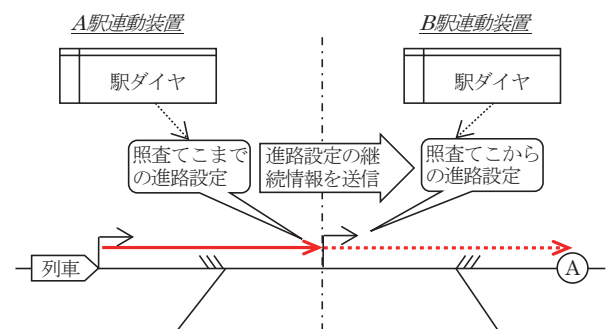 A駅連動装置
B駅連動装置
駅ダイヤ
駅ダイヤ
照査てこまで
の進路設定
進路設定の継
続情報を送信
照査てこから
の進路設定
列車
A